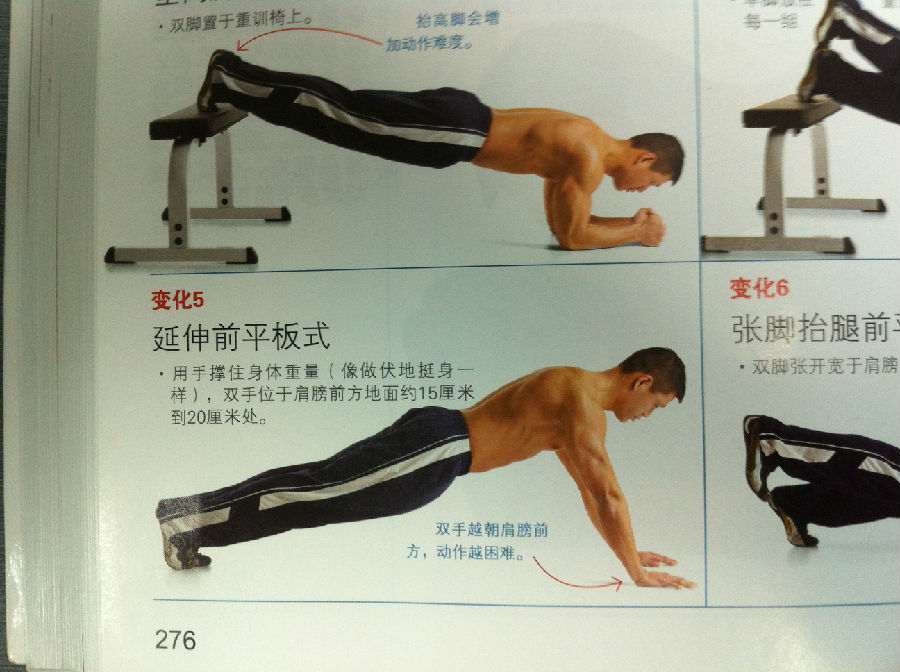 · 双脚置于重训椅上。
抬高脚会增
加动作难度。
每一组
变化5
延伸前平板式
· 用手撑住身体重量（像做伏地挺身一
样），双手位于肩膀前方地面约15厘米
到20厘米处。
双手越朝肩膀前
方，动作越困难。
变化6
张脚抬腿前平
· 双脚张开宽于肩膀
276